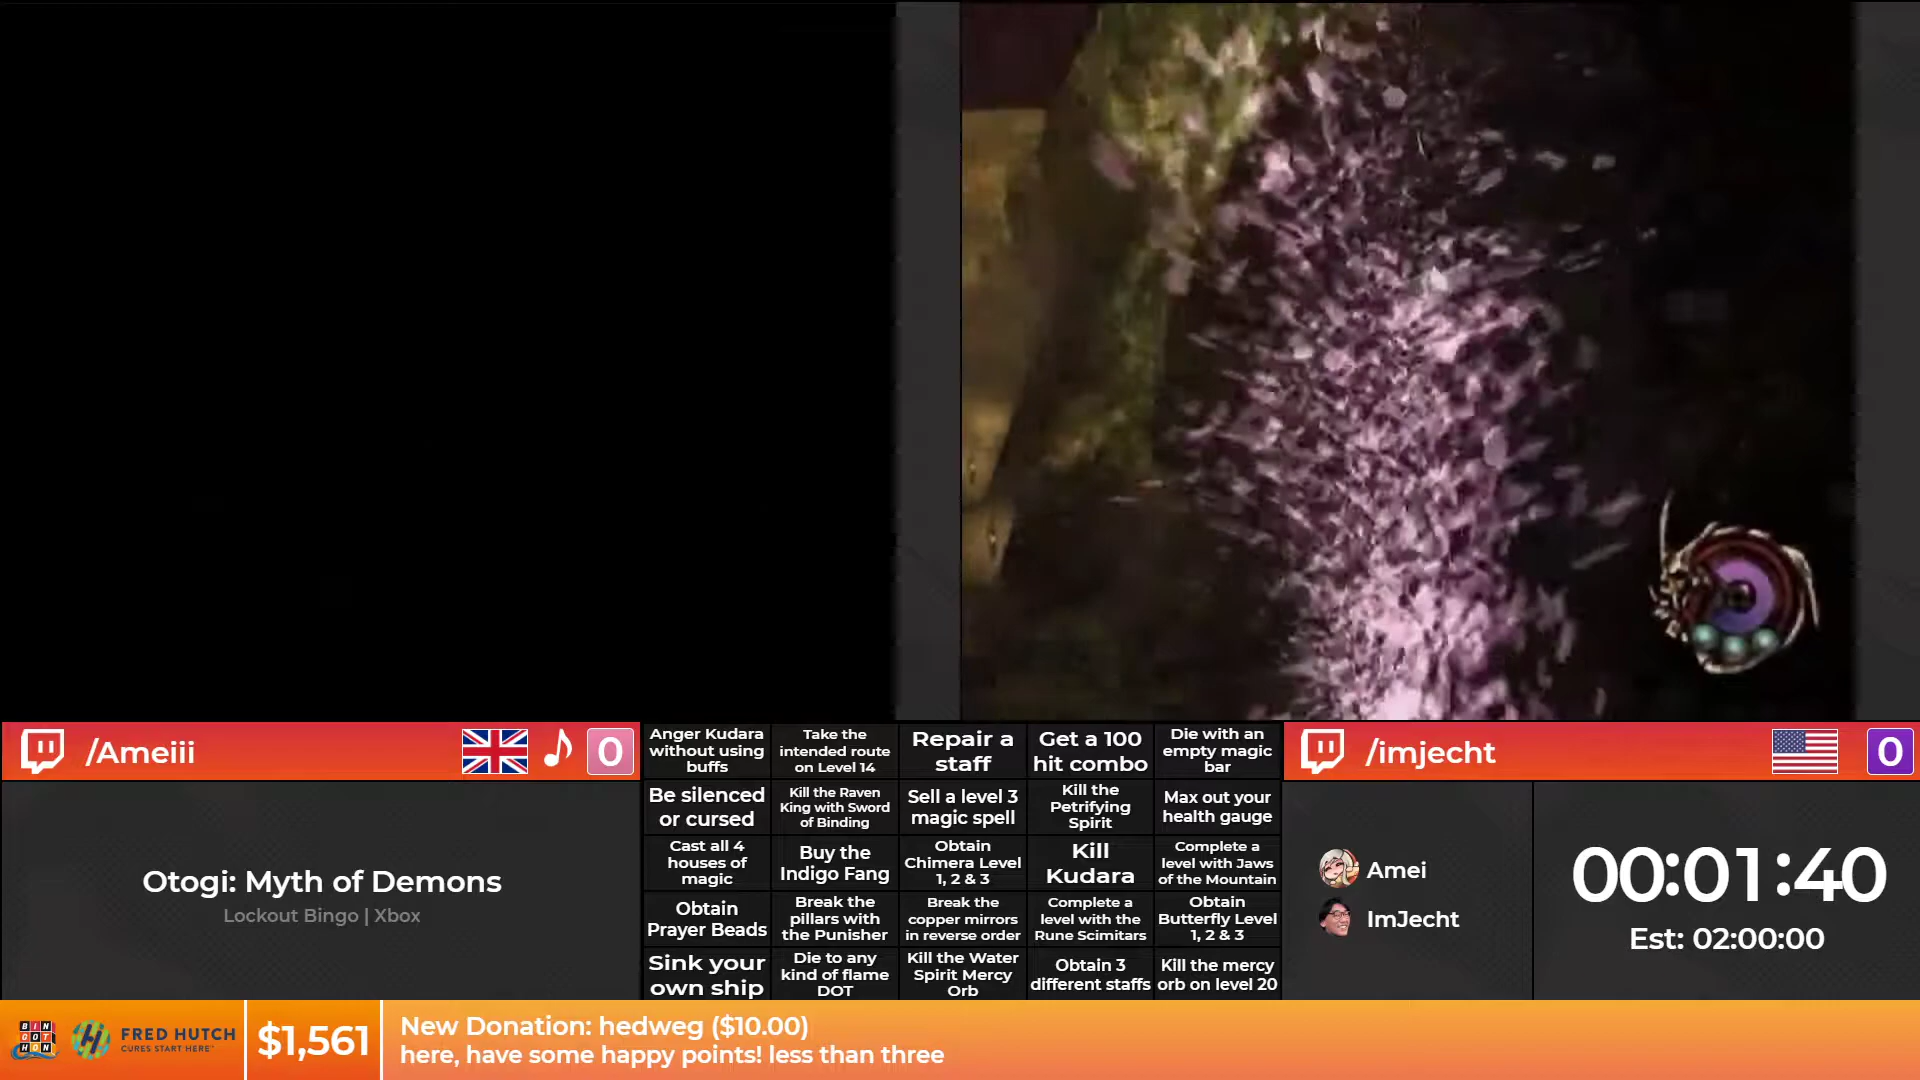 /Ameiii
0
Otogi: Myth of Demons
Lockout Bingo | Xbox
Anger Kudara
without using
buffs
Take the
intended route
on Level 14
Repair a
staff
Get a 100
hit combo
Die with an
empty magic
bar
Be silenced
or cursed
Kill the Raven
King with Sword
of Binding
Sell a level 3
magic spell
Kill the
Petrifying
Spirit
Max out your
health gauge
Cast all 4
houses of
magic
Buy the
Indigo Fang
Obtain
Chimera Level
1, 2 & 3
Kill
Kudara
Complete a
level with Jaws
of the Mountain
Obtain
Prayer Beads
Break the
pillars with
the Punisher
Break the
copper mirrors
in reverse order
Complete a
level with the
Rune Scimitars
Obtain
Butterfly Level
1, 2 & 3
Sink your
own ship
Die to any
kind of flame
DOT
Kill the Water
Spirit Mercy
Orb
Obtain 3
different staffs
Kill the mercy
orb on level 20
/imjecht
0
Amei
ImJecht
00:01:40
Est: 02:00:00
BIN
GOT
HON
FRED HUTCH
CURES START HERE™
$1,561
New Donation: hedweg ($10.00)
here, have some happy points! less than three